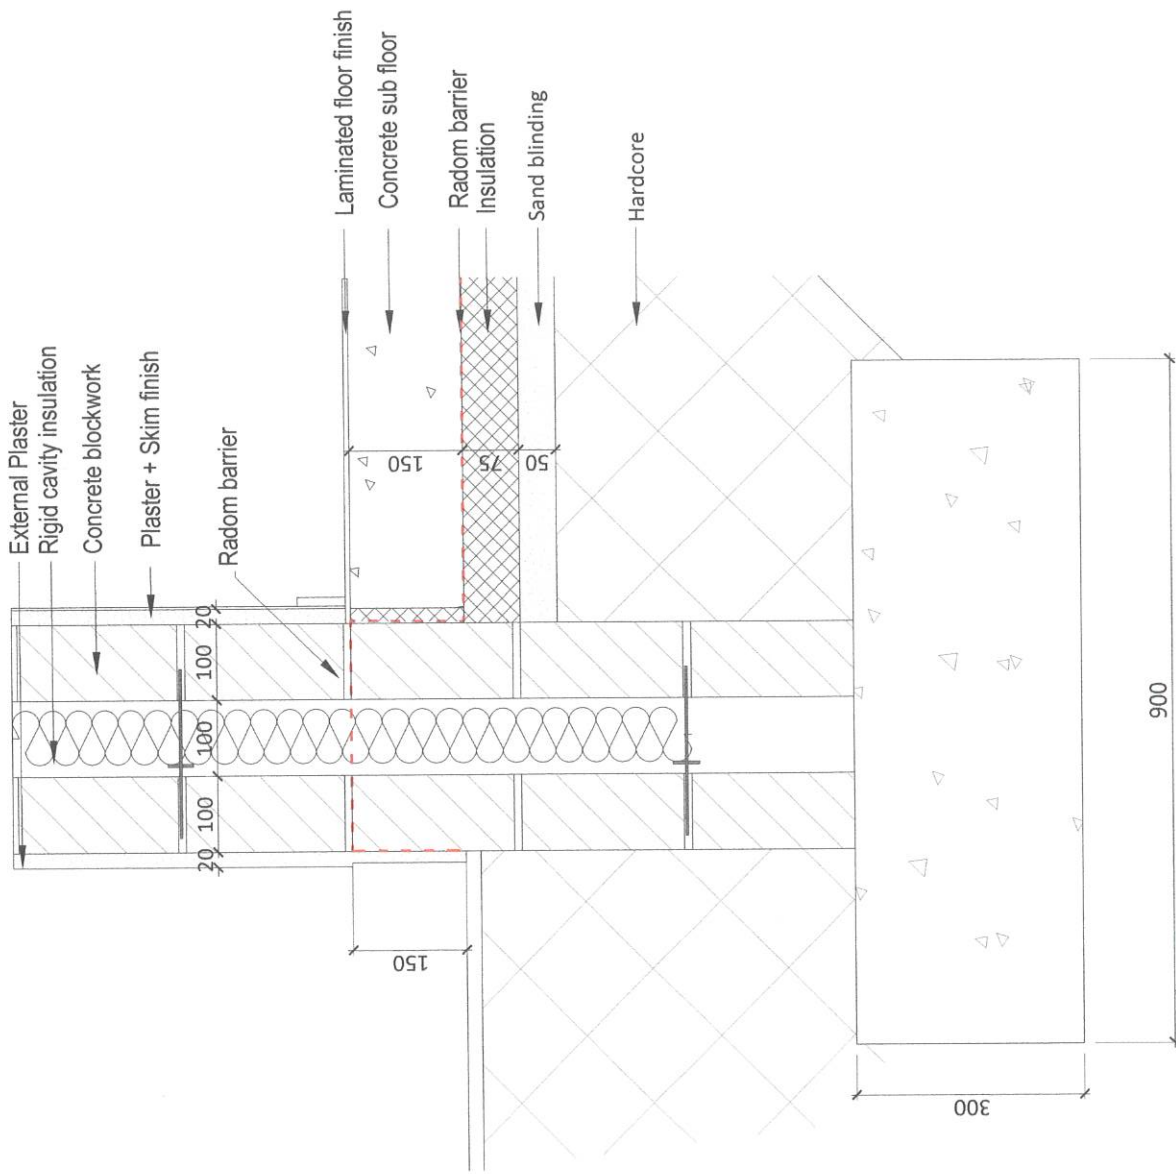 External Plaster
Rigid cavity insulation
Concrete blockwork
Plaster + Skim finish
Radom barrier
Laminated floor finish
Concrete sub floor
Radom barrier
Insulation
Sand blinding
Hardcore
20
100
100
100
20
150
75
50
150
300
900